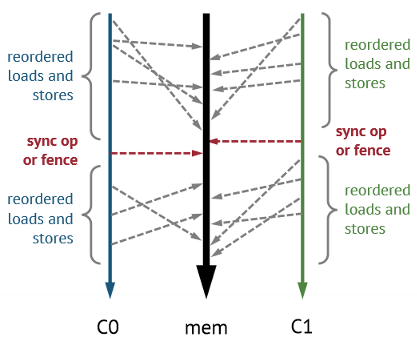 reordered
loads and
stores
sync op
or fence
reordered
loads and
stores
reordered
loads and
stores
sync op
or fence
reordered
loads and
stores
C0
mem
C1